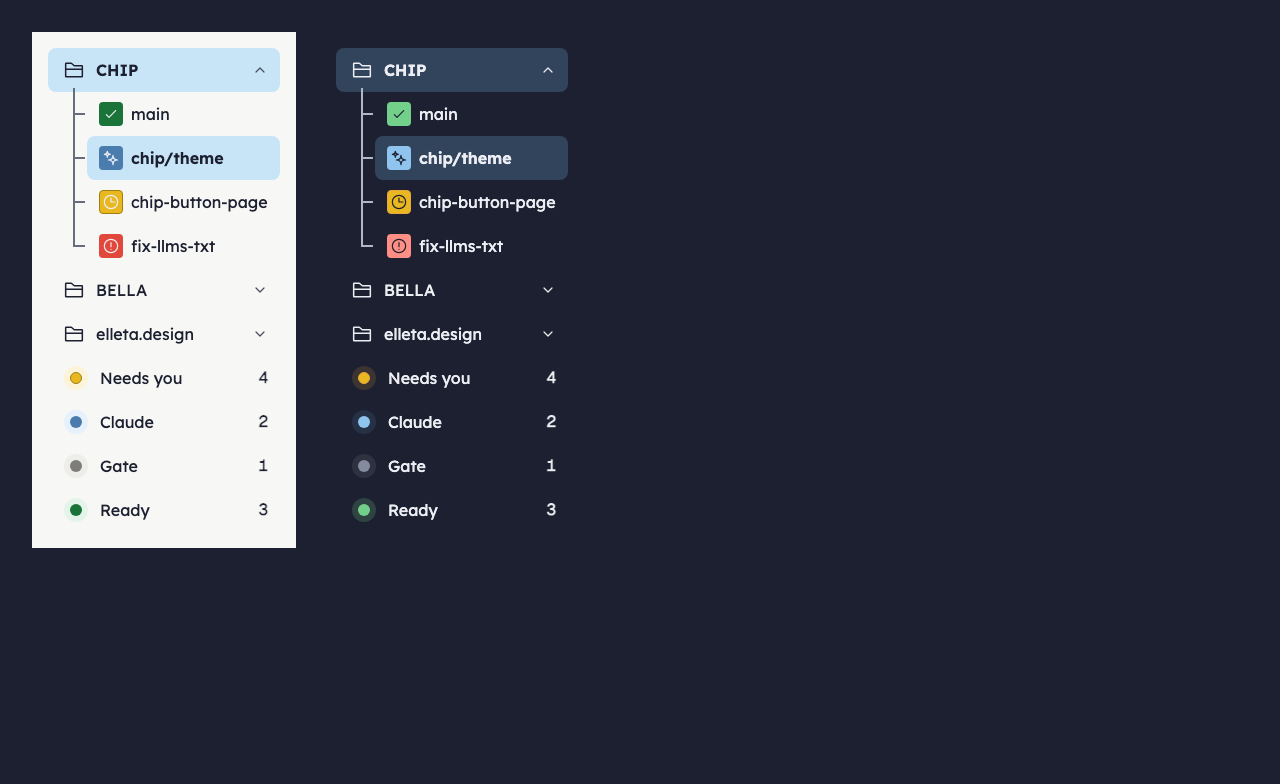 CHIP
main
chip/theme
chip-button-page
fix-llms-txt
BELLA
elleta.design
Needs you 4
Claude 2
Gate 1
Ready 3
CHIP
main
chip/theme
chip-button-page
fix-llms-txt
BELLA
elleta.design
Needs you 4
Claude 2
Gate 1
Ready 3